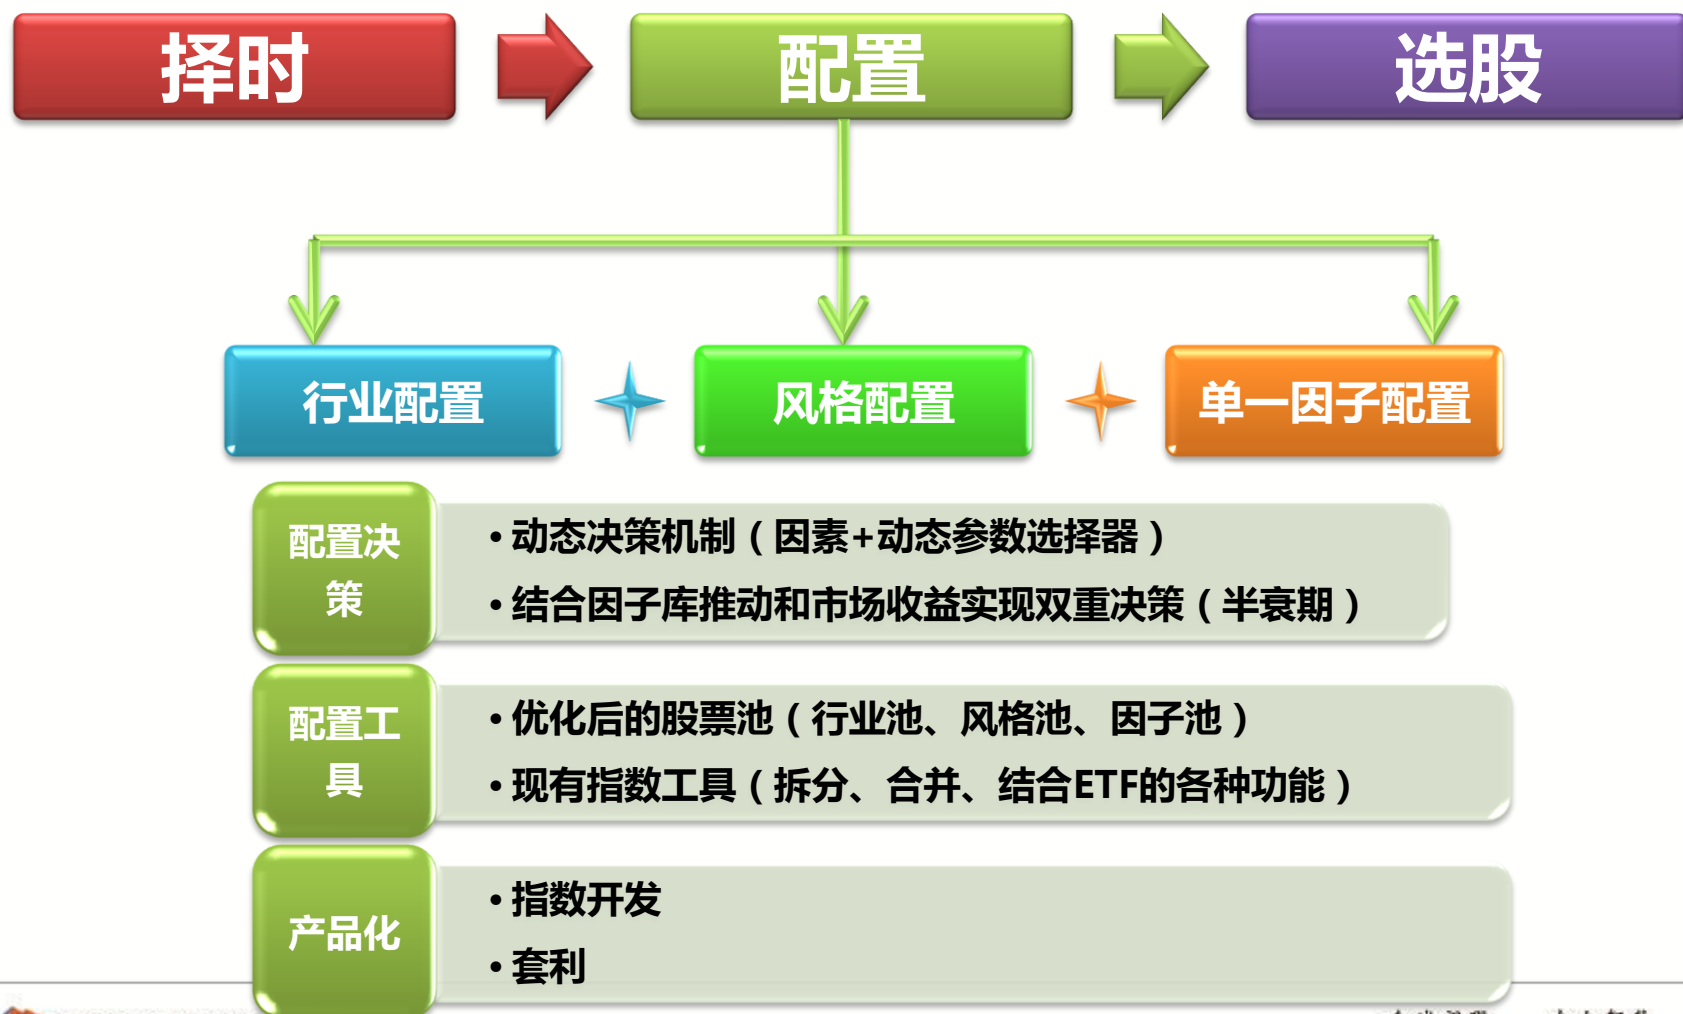 择时
配置
选股
行业配置
风格配置
单一因子配置
配置决
策
• 动态决策机制（因素+动态参数选择器）
• 结合因子库推动和市场收益实现双重决策（半衰期）
配置工
具
• 优化后的股票池（行业池、风格池、因子池）
• 现有指数工具（拆分、合并、结合ETF的各种功能）
产品化
• 指数开发
• 套利